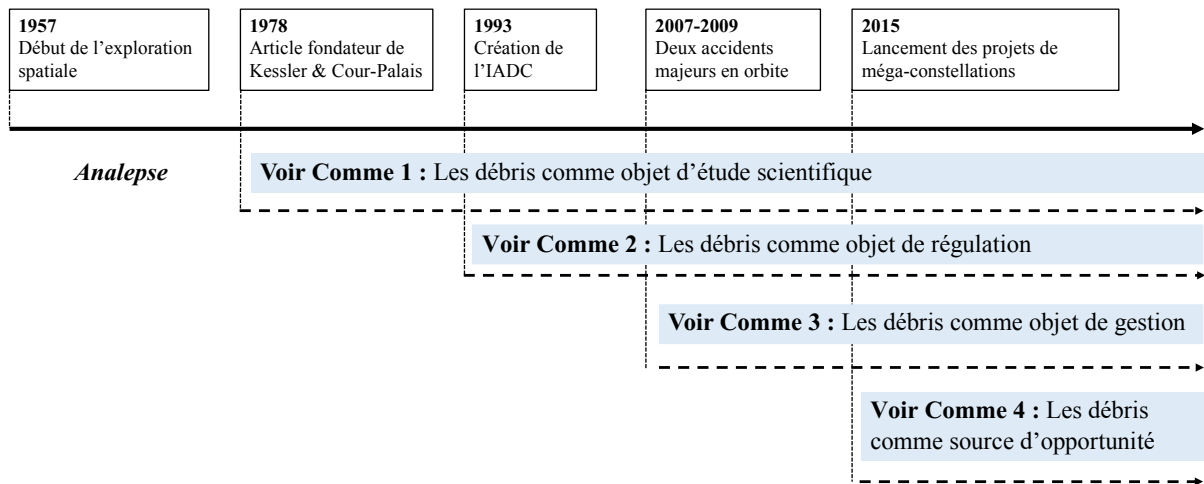 1957
Début de l’exploration
spatiale
1978
Article fondateur de
Kessler & Cour-Palais
1993
Création de
l’IADC
2007-2009
Deux accidents
majeurs en orbite
2015
Lancement des projets de
méga-constellations
Analepse
Voir Comme 1 : Les débris comme objet d’étude scientifique
Voir Comme 2 : Les débris comme objet de régulation
Voir Comme 3 : Les débris comme objet de gestion
Voir Comme 4 : Les débris
comme source d’opportunité